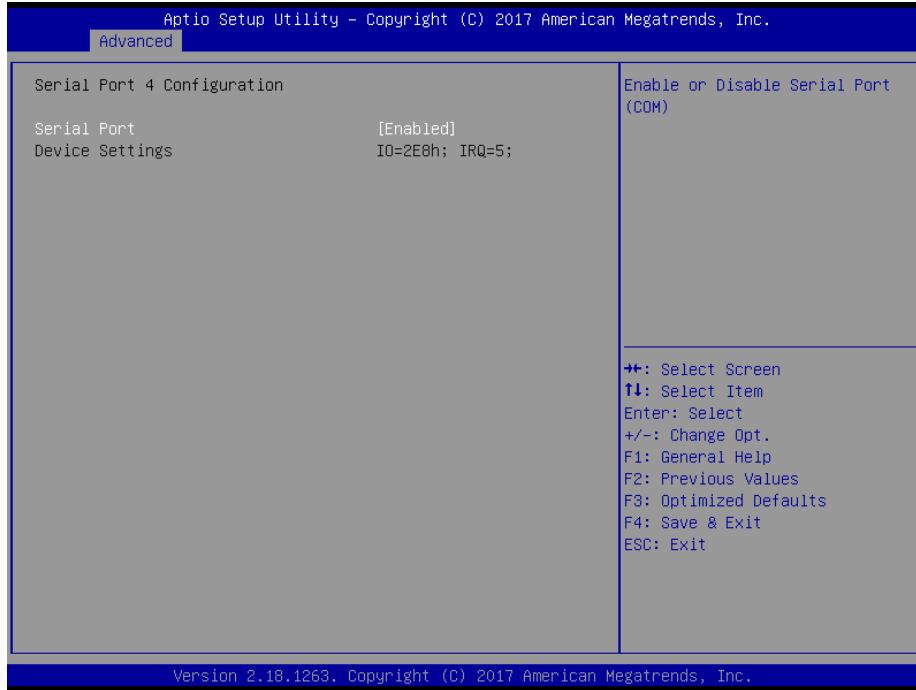 Aptio Setup Utility – Copyright (C) 2017 American Megatrends, Inc.
Advanced
Serial Port 4 Configuration
Serial Port [Enabled]
Device Settings IO=2E8h; IRQ=5;
Enable or Disable Serial Port
(COM)
→←: Select Screen
↑↓: Select Item
Enter: Select
+/-: Change Opt.
F1: General Help
F2: Previous Values
F3: Optimized Defaults
F4: Save & Exit
ESC: Exit
Version 2.18.1263. Copyright (C) 2017 American Megatrends, Inc.